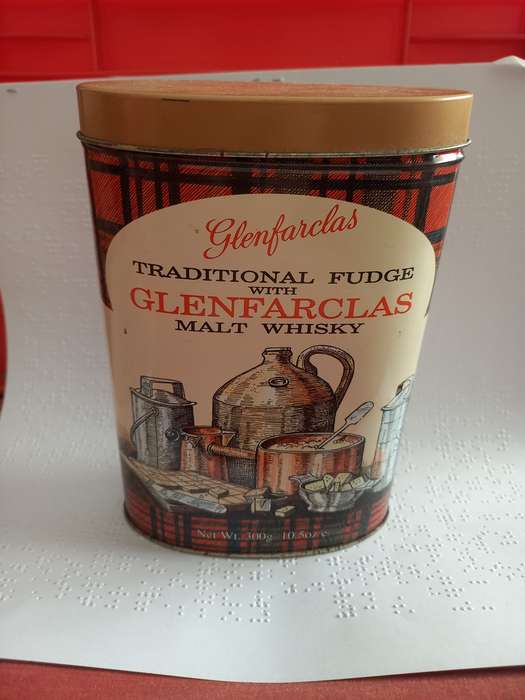 Glenfarclas
TRADITIONAL FUDGE
WITH
GLENFARCLAS
MALT WHISKY
Net Wt. 300g 10.5oz e